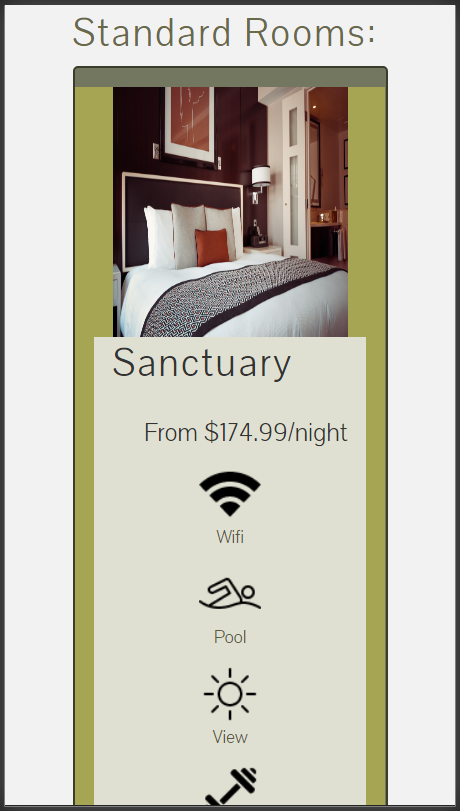 Standard Rooms:
Sanctuary
From $174.99/night
Wifi
Pool
View